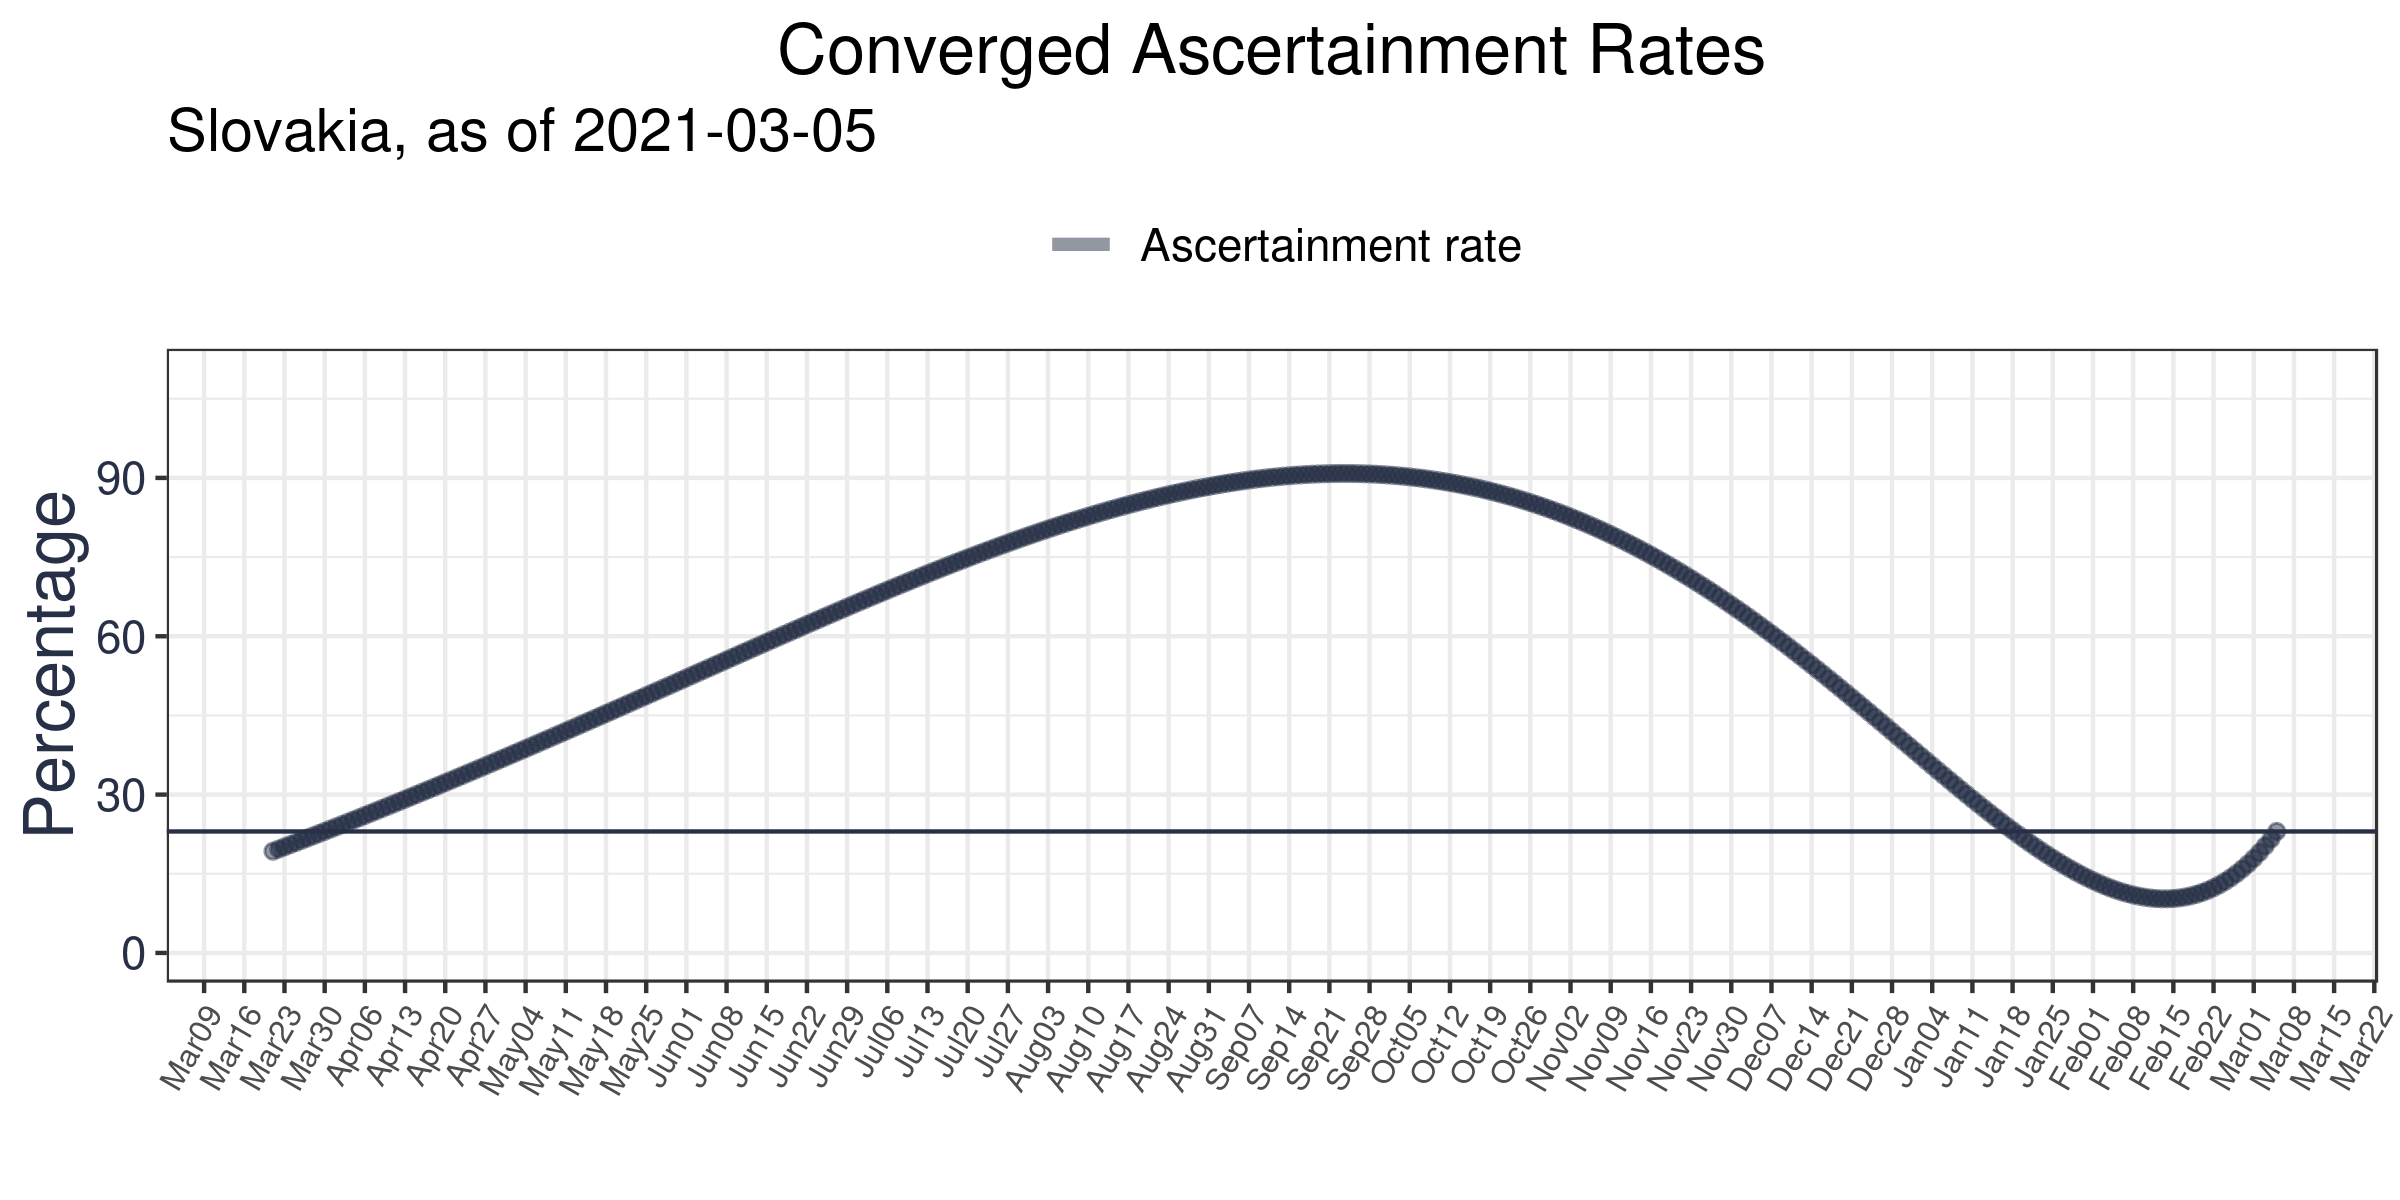 Converged Ascertainment Rates
Slovakia, as of 2021-03-05
Ascertainment rate
Percentage
90
60
30
0
Mar09 Mar16 Mar23 Mar30 Apr06 Apr13 Apr20 Apr27 May04 May11 May18 May25 Jun01 Jun08 Jun15 Jun22 Jun29 Jul06 Jul13 Jul20 Jul27 Aug03 Aug10 Aug17 Aug24 Aug31 Sep07 Sep14 Sep21 Sep28 Oct05 Oct12 Oct19 Oct26 Nov02 Nov09 Nov16 Nov23 Nov30 Dec07 Dec14 Dec21 Dec28 Jan04 Jan11 Jan18 Jan25 Feb01 Feb08 Feb15 Feb22 Mar01 Mar08 Mar15 Mar22